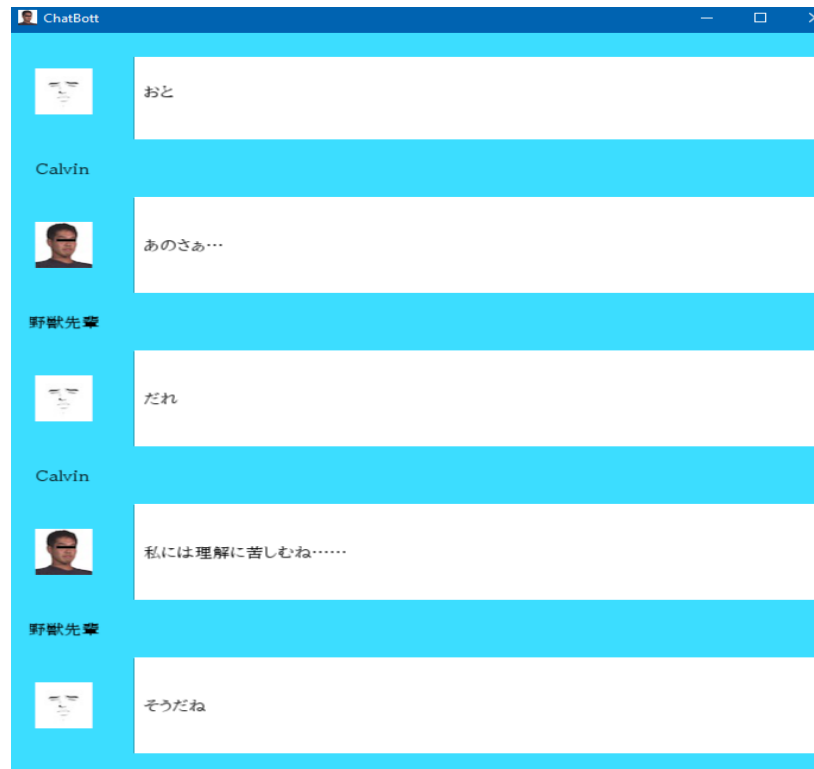 ChatBott
おと
Calvin
あのさぁ…
野獣先輩
だれ
Calvin
私には理解に苦しむね……
野獣先輩
そうだね